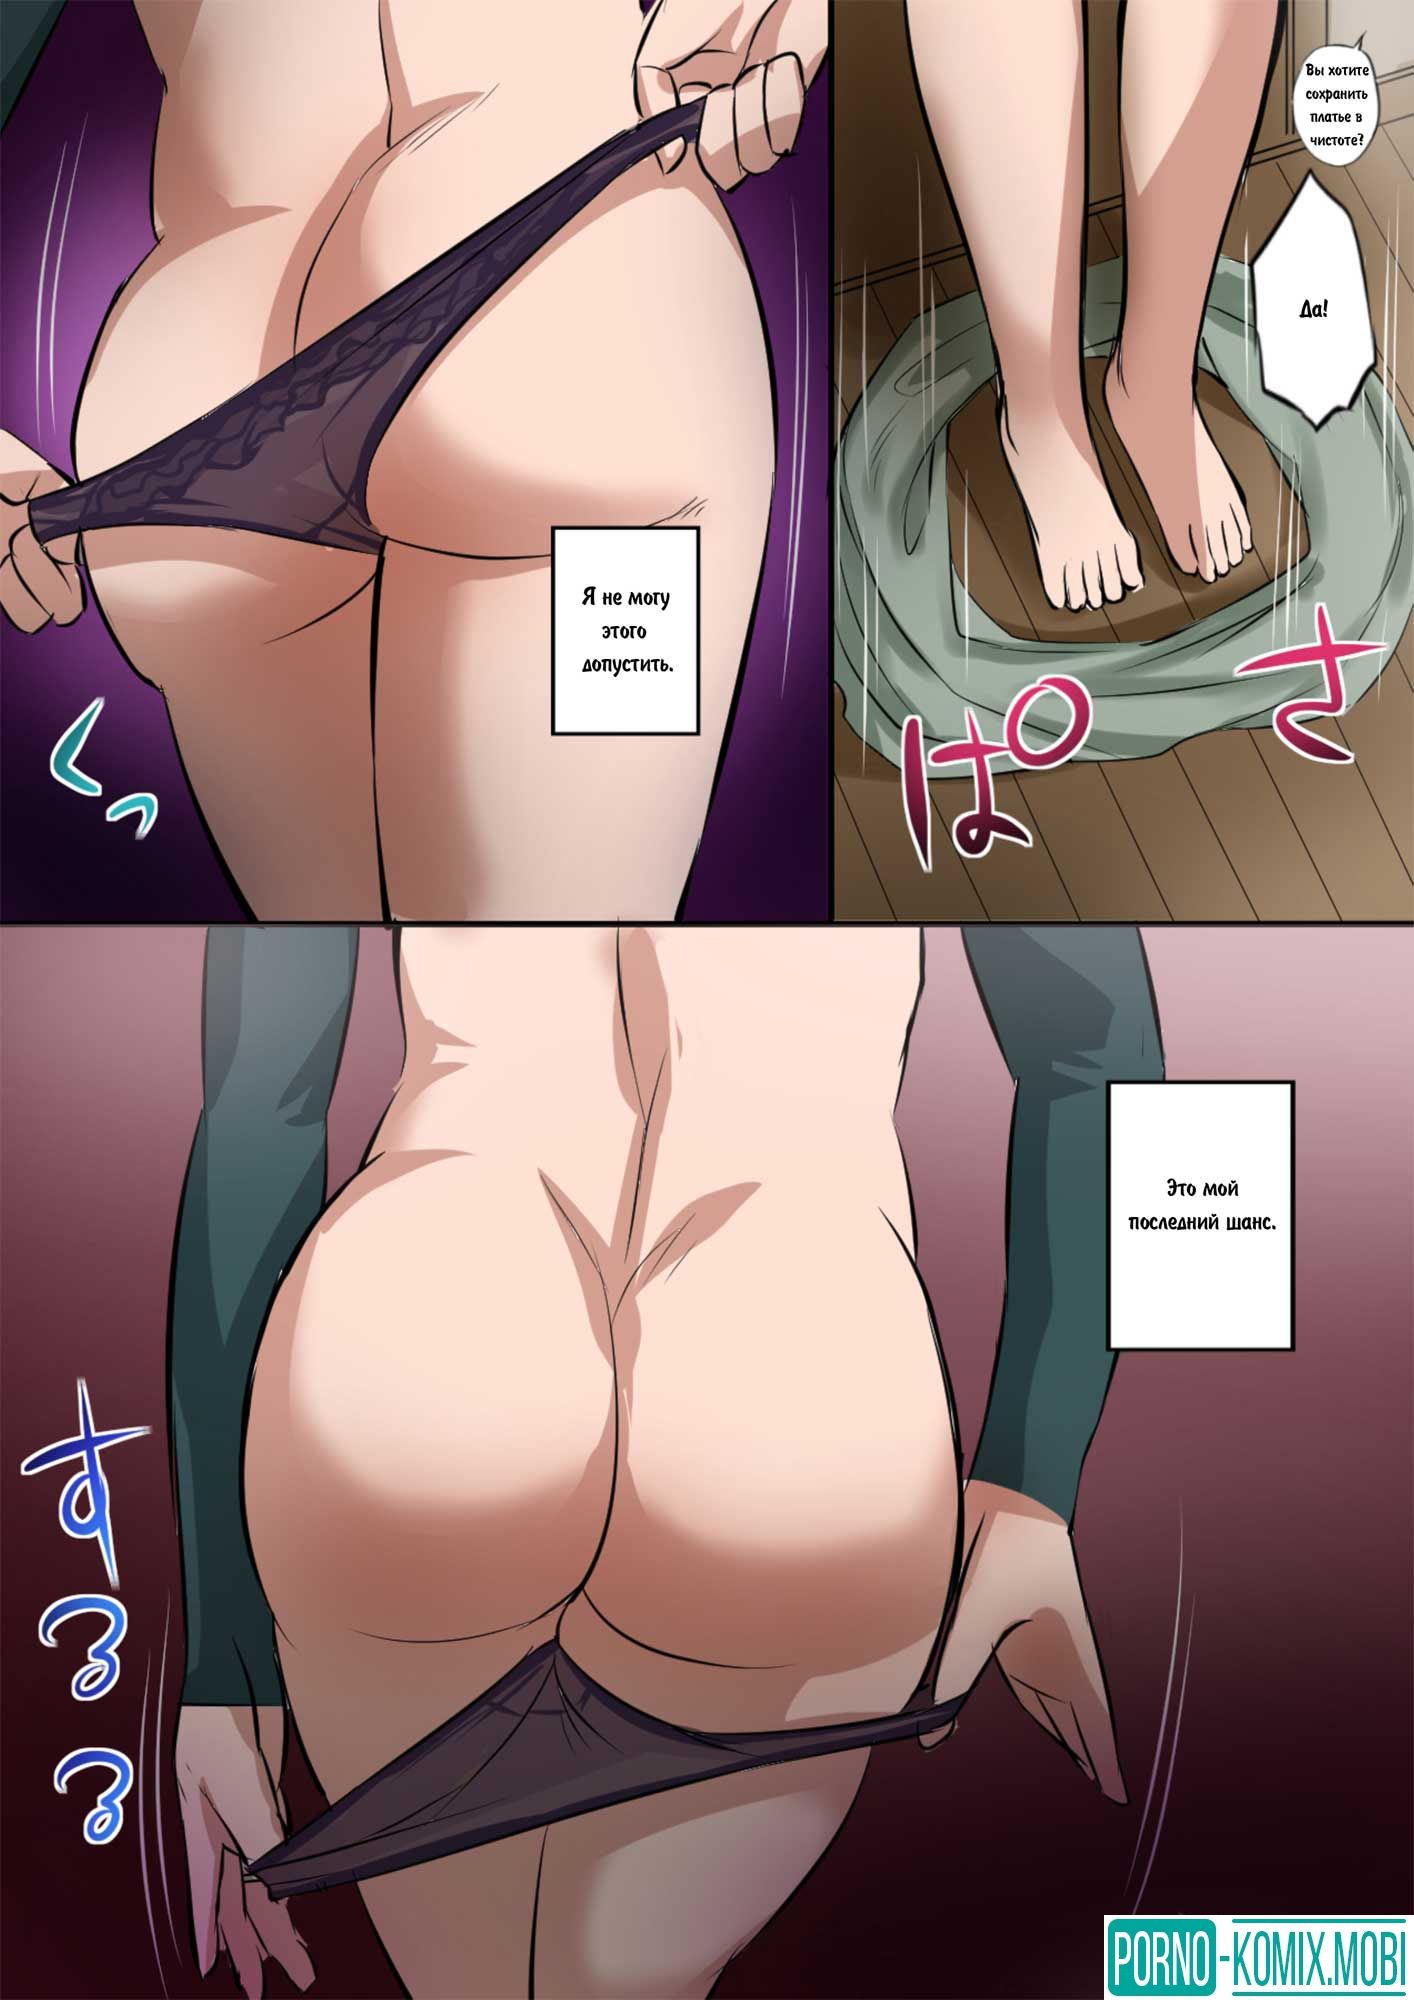 Вы хотите
сохранить
платье в
чистоте?
Да!
Я не могу
этого
допустить.
ぱさ
くっ
Это мой
последний шанс.
するる
PORNO-KOMIX.MOBI